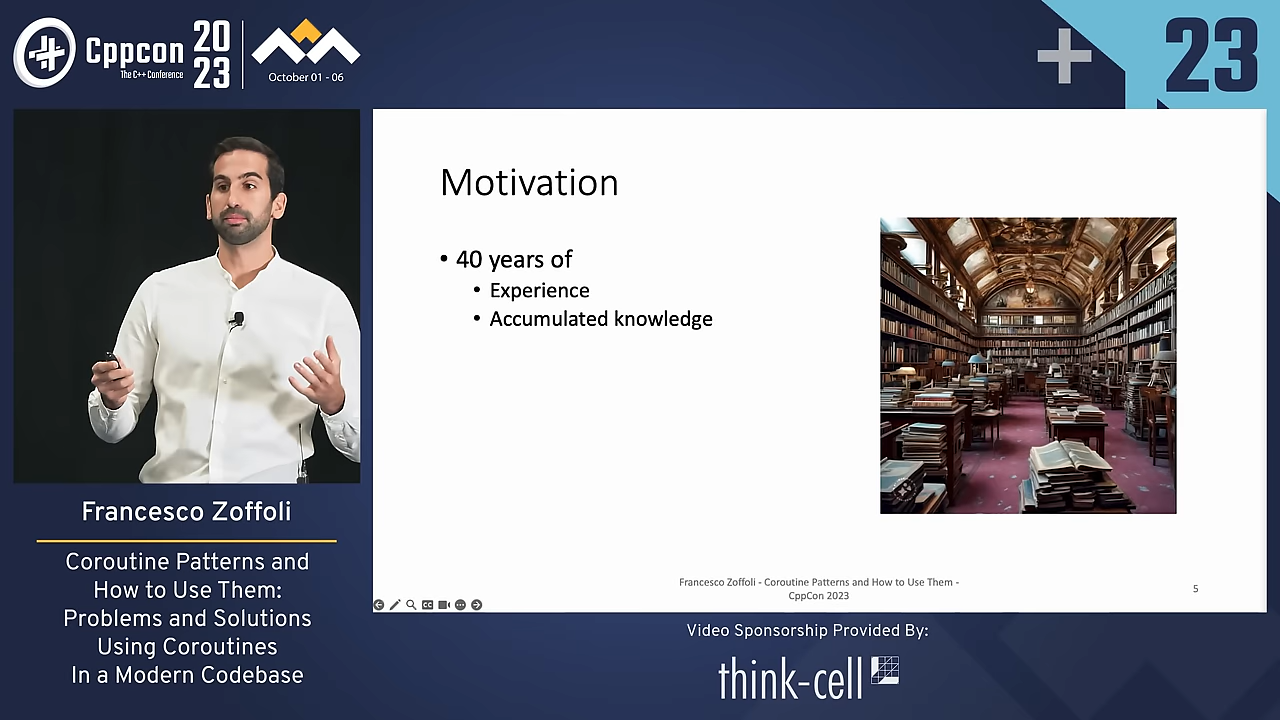 Cppcon
The C++ Conference
20
23
October 01 - 06
23
Motivation
• 40 years of
• Experience
• Accumulated knowledge
Francesco Zoffoli - Coroutine Patterns and How to Use Them -
CppCon 2023
5
Francesco Zoffoli
Coroutine Patterns and
How to Use Them:
Problems and Solutions
Using Coroutines
In a Modern Codebase
Video Sponsorship Provided By:
think-cell